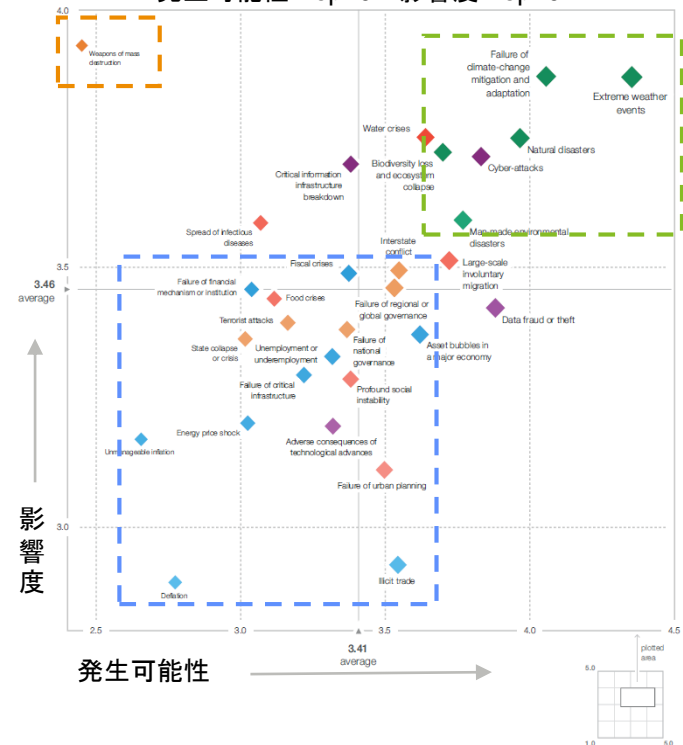 4.0
Weapons of mass
destruction
Failure of
climate-change
mitigation and
adaptation
Extreme weather
events
Water crises
Natural disasters
Biodiversity loss
and ecosystem
collapse
Cyber-attacks
Critical information
infrastructure
breakdown
Spread of infectious
diseases
Man-made environmental
disasters
Interstate
conflict
3.5
Fiscal crises
Large-scale
involuntary
migration
3.46
average
Failure of financial
mechanism or institution
Food crises
Failure of regional or
global governance
Data fraud or theft
Terrorist attacks
State collapse
or crisis
Unemployment or
underemployment
Failure of
national
governance
Asset bubbles in
a major economy
Failure of critical
infrastructure
Profound social
instability
Energy price shock
Adverse consequences of
technological advances
Unmanageable inflation
Failure of urban planning
影
響
度
3.0
Illicit trade
Deflation
2.5
3.0
3.5
4.0
4.5
3.41
average
plotted
area
発生可能性
5.0
1.0
5.0